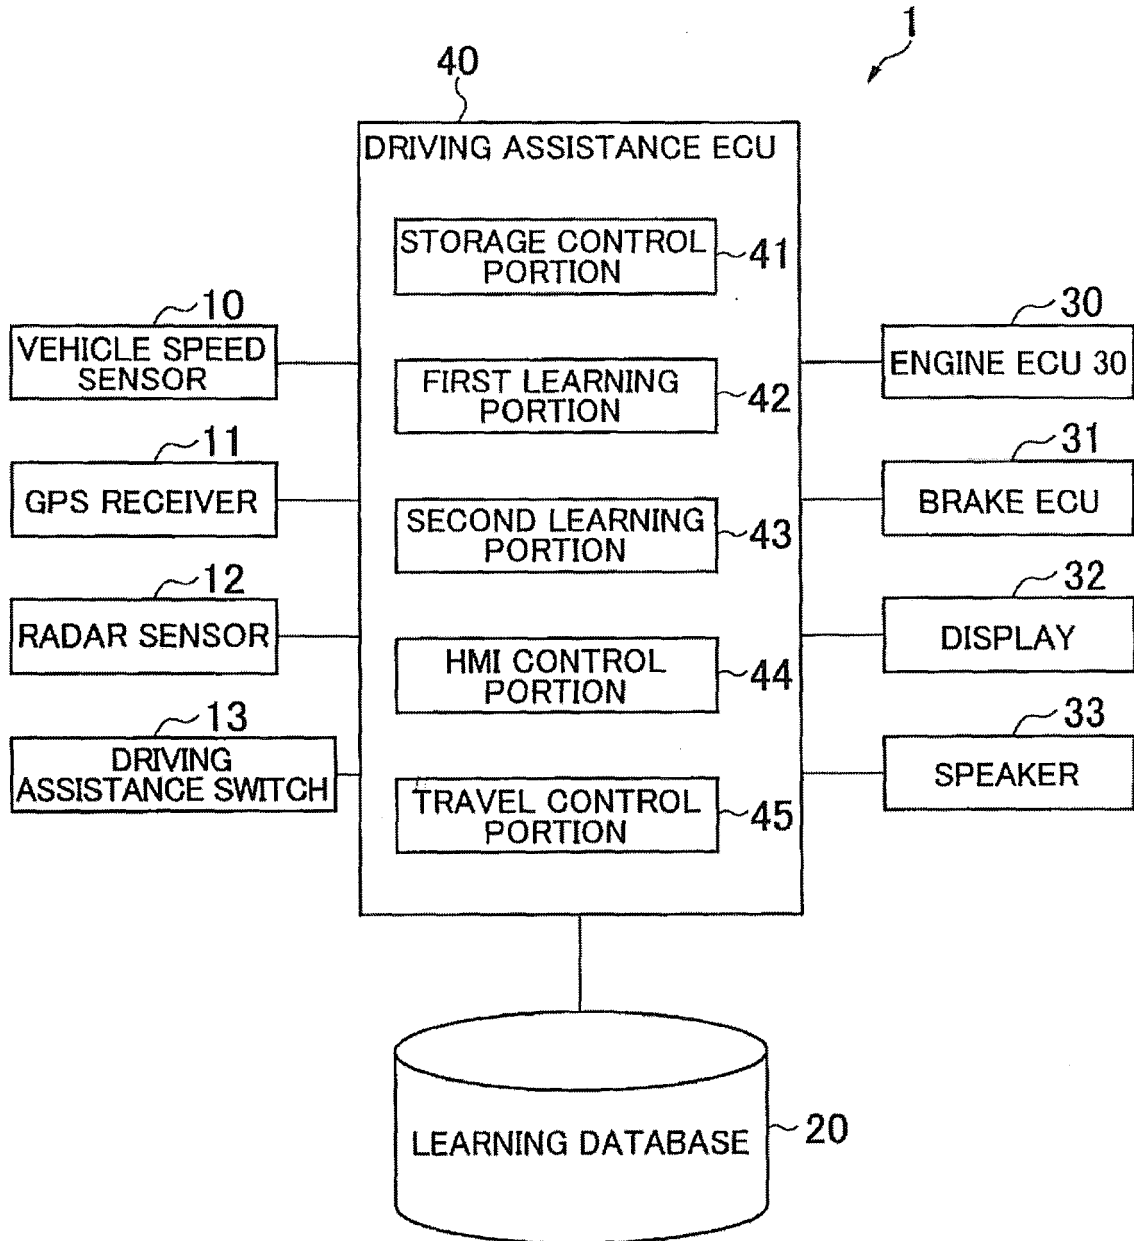 1
40
DRIVING ASSISTANCE ECU
STORAGE CONTROL
PORTION
41
FIRST LEARNING
PORTION
42
SECOND LEARNING
PORTION
43
HMI CONTROL
PORTION
44
TRAVEL CONTROL
PORTION
45
10
VEHICLE SPEED
SENSOR
11
GPS RECEIVER
12
RADAR SENSOR
13
DRIVING
ASSISTANCE SWITCH
30
ENGINE ECU 30
31
BRAKE ECU
32
DISPLAY
33
SPEAKER
LEARNING DATABASE
20